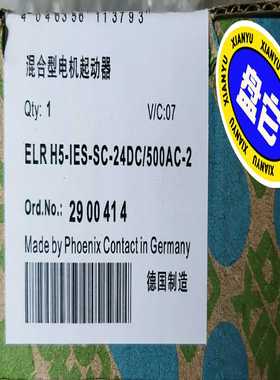 4 046356 113793
混合型电机起动器
Qty: 1
V/C:07
ELR H5-IES-SC-24DC/500AC-2
Ord.No.: 29 00 41 4
Made by Phoenix Contact in Germany
德国制造
XIANYU
盘它
XIANYU
XIANYU